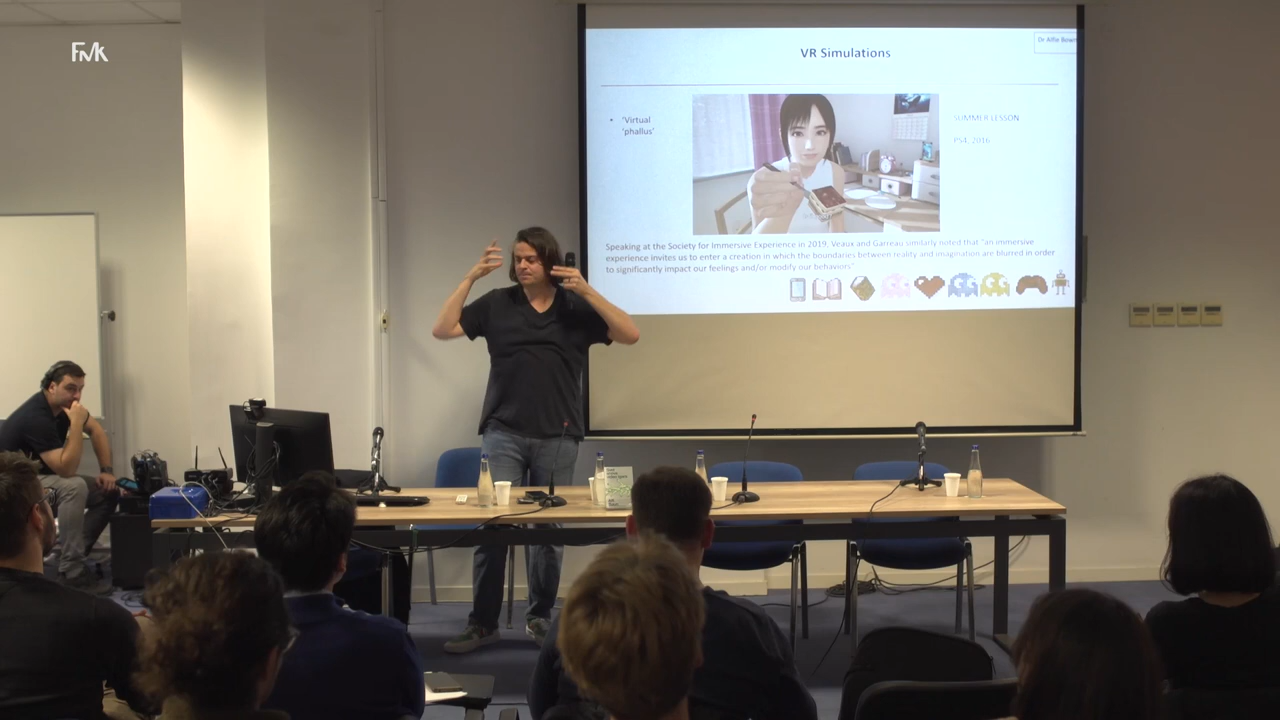 FMK
Dr Alfie Bown
VR Simulations
• 'Virtual
'phallus'
SUMMER LESSON
PS4, 2016
Speaking at the Society for Immersive Experience in 2019, Veaux and Garreau similarly noted that "an immersive
experience invites us to enter a creation in which the boundaries between reality and imagination are blurred in order
to significantly impact our feelings and/or modify our behaviors"